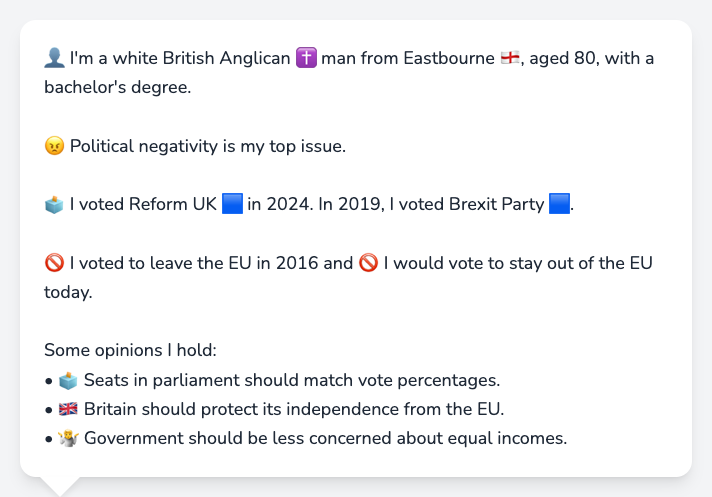 👤 I'm a white British Anglican ✝️ man from Eastbourne 🏴󠁧󠁢󠁥󠁮󠁧󠁿, aged 80, with a
bachelor's degree.
😠 Political negativity is my top issue.
🗳️ I voted Reform UK 🟦 in 2024. In 2019, I voted Brexit Party 🟦.
🚫 I voted to leave the EU in 2016 and 🚫 I would vote to stay out of the EU
today.
Some opinions I hold:
• 🗳️ Seats in parliament should match vote percentages.
• 🇬🇧 Britain should protect its independence from the EU.
• 🤷 Government should be less concerned about equal incomes.